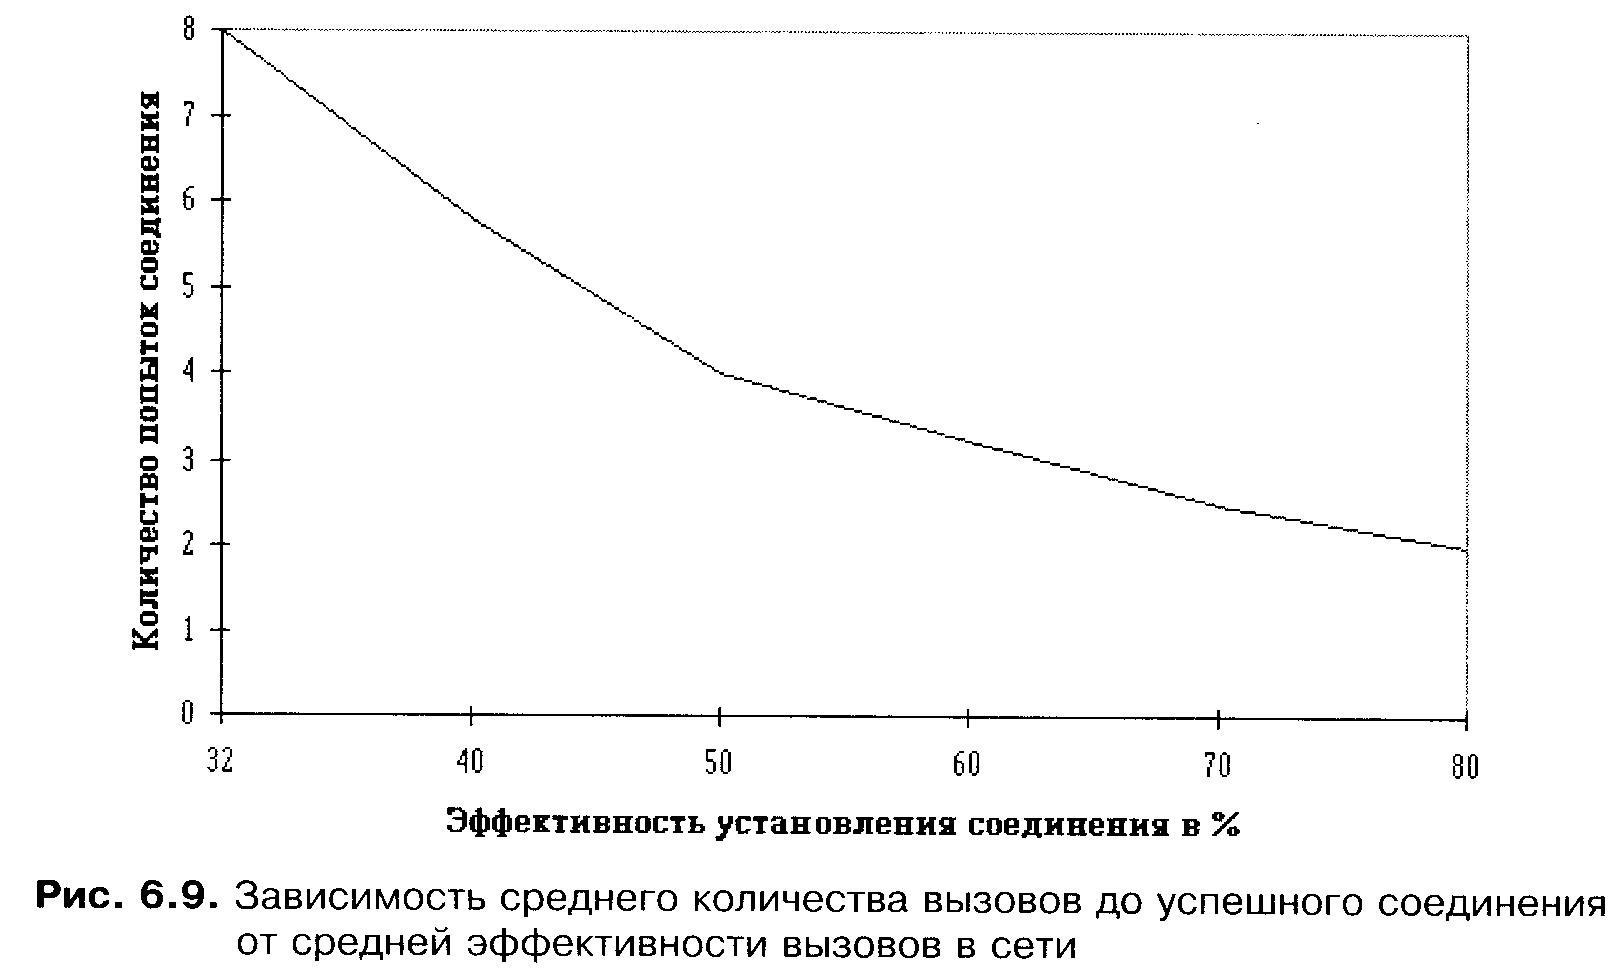 8
7
6
5
4
3
2
1
0
Количество попыток соединения
32 40 50 60 70 80
Эффективность установления соединения в %
Рис. 6.9. Зависимость среднего количества вызовов до успешного соединения
от средней эффективности вызовов в сети